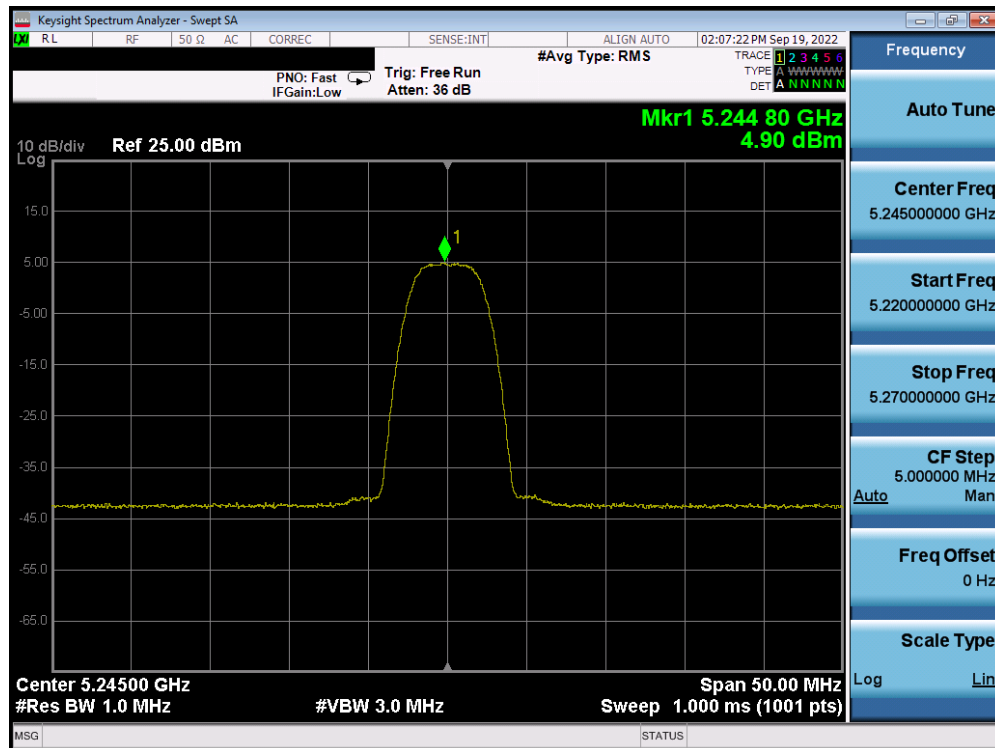 Keysight Spectrum Analyzer - Swept SA
LXI RL RF 50 Ω AC CORREC SENSE:INT ALIGN AUTO 02:07:22 PM Sep 19, 2022
#Avg Type: RMS
TRACE 1 2 3 4 5 6
PNO: Fast Trig: Free Run
TYPE A WWWWW
IFGain:Low Atten: 36 dB
DET A N N N N N
Mkr1 5.244 80 GHz
4.90 dBm
10 dB/div Ref 25.00 dBm
Log
15.0
1
5.00
-5.00
-15.0
-25.0
-35.0
-45.0
-55.0
-65.0
Center 5.24500 GHz Span 50.00 MHz
#Res BW 1.0 MHz #VBW 3.0 MHz Sweep 1.000 ms (1001 pts)
MSG STATUS
Frequency
Auto Tune
Center Freq
5.245000000 GHz
Start Freq
5.220000000 GHz
Stop Freq
5.270000000 GHz
CF Step
5.000000 MHz
Auto Man
Freq Offset
0 Hz
Scale Type
Log Lin